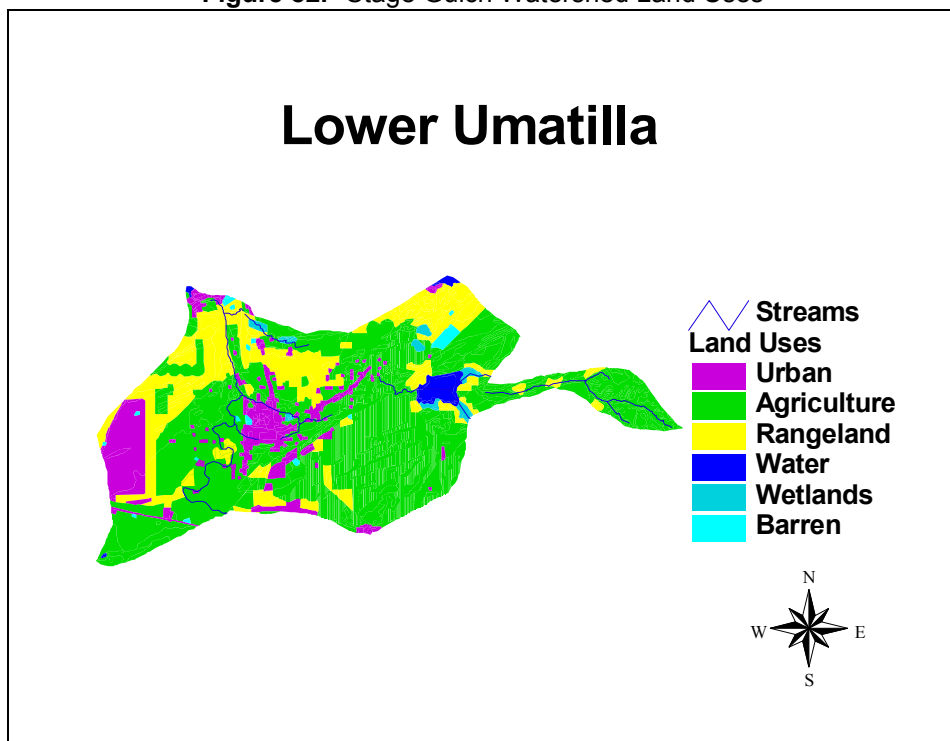 Lower Umatilla
Streams
Land Uses
Urban
Agriculture
Rangeland
Water
Wetlands
Barren
N
W E
S